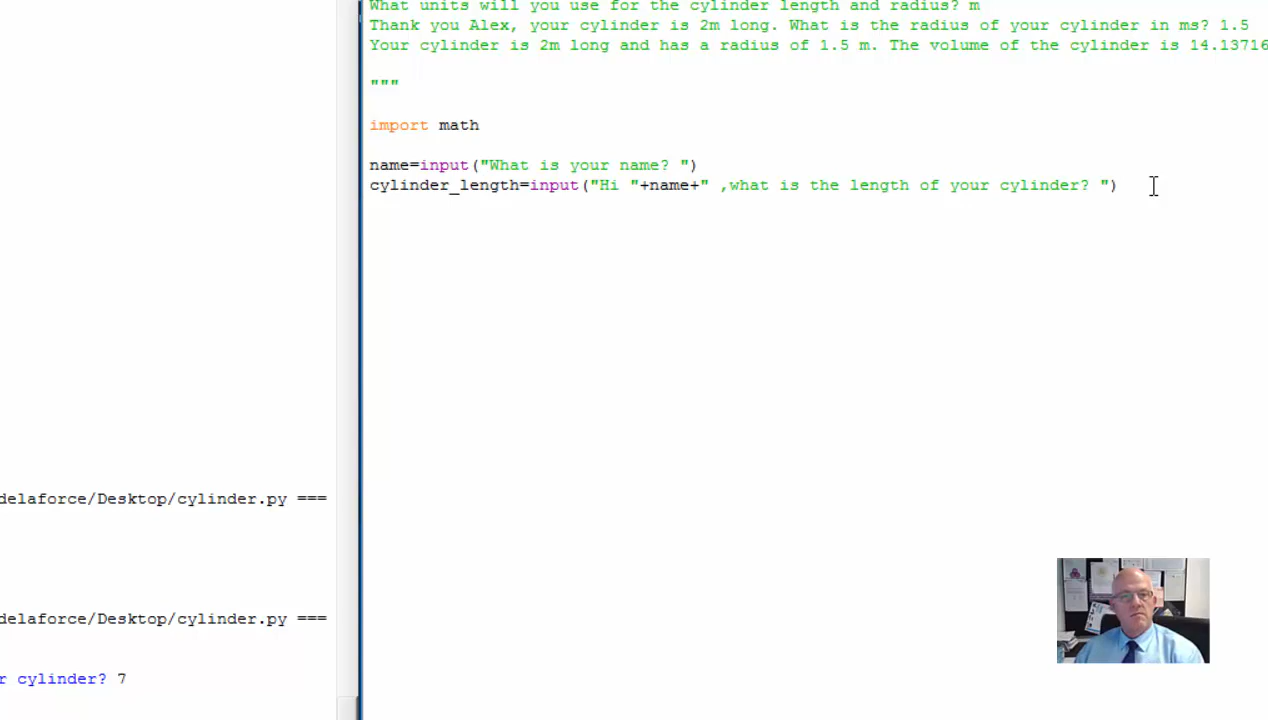 What units will you use for the cylinder length and radius? m
Thank you Alex, your cylinder is 2m long. What is the radius of your cylinder in ms? 1.5
Your cylinder is 2m long and has a radius of 1.5 m. The volume of the cylinder is 14.13716
"""
import math
name=input("What is your name? ")
cylinder_length=input("Hi "+name+" ,what is the length of your cylinder? ")
delaforce/Desktop/cylinder.py ===
delaforce/Desktop/cylinder.py ===
r cylinder? 7